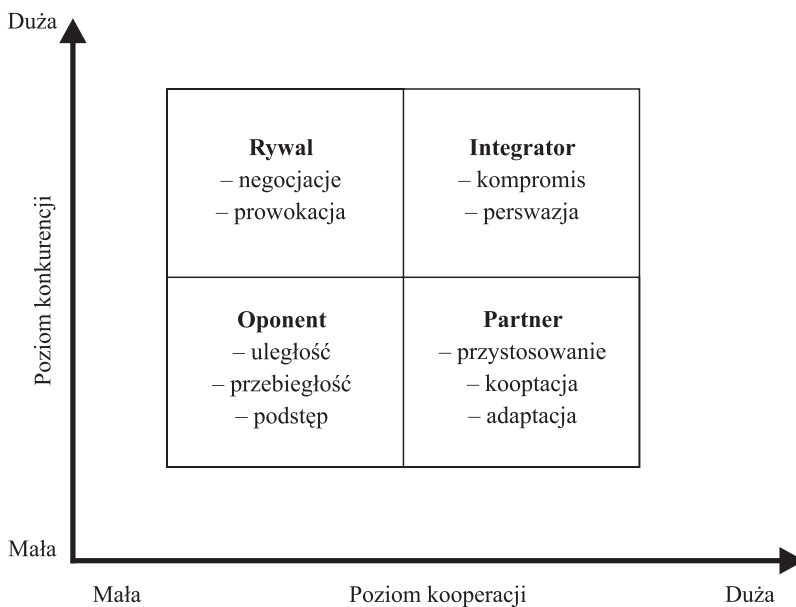 Duża
Poziom konkurencji
Rywal
– negocjacje
– prowokacja
Integrator
– kompromis
– perswazja
Oponent
– uległość
– przebiegłość
– podstęp
Partner
– przystosowanie
– kooptacja
– adaptacja
Mała
Mała
Poziom kooperacji
Duża